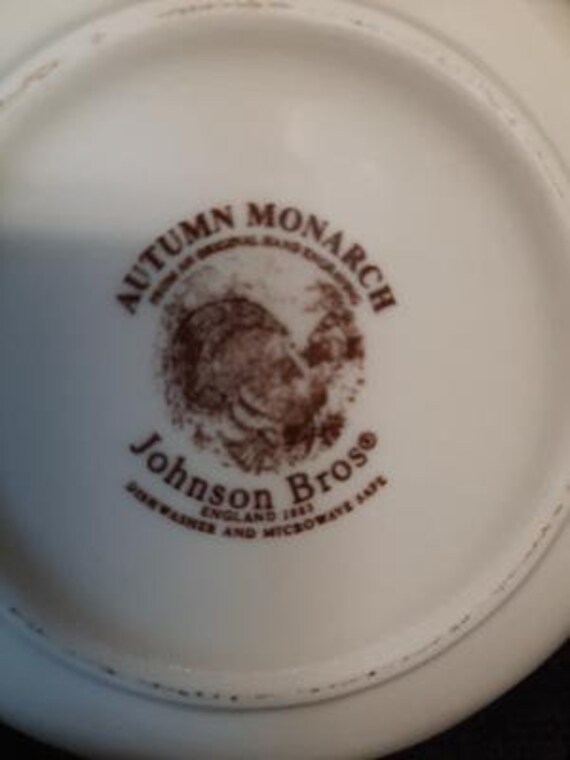 AUTUMN MONARCH
FROM AN ORIGINAL HAND ENGRAVING
Johnson Bros®
ENGLAND 1883
DISHWASHER AND MICROWAVE SAFE